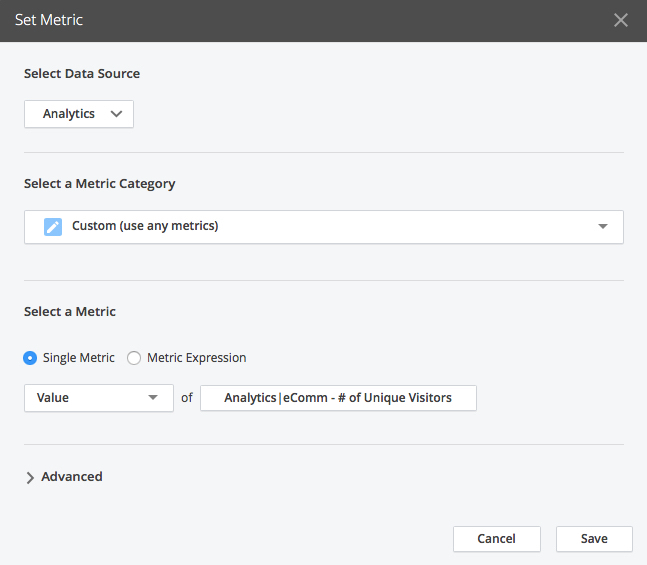 Set Metric
Select Data Source
Analytics
Select a Metric Category
Custom (use any metrics)
Select a Metric
Single Metric Metric Expression
Value of Analytics|eComm - # of Unique Visitors
Advanced
Cancel Save